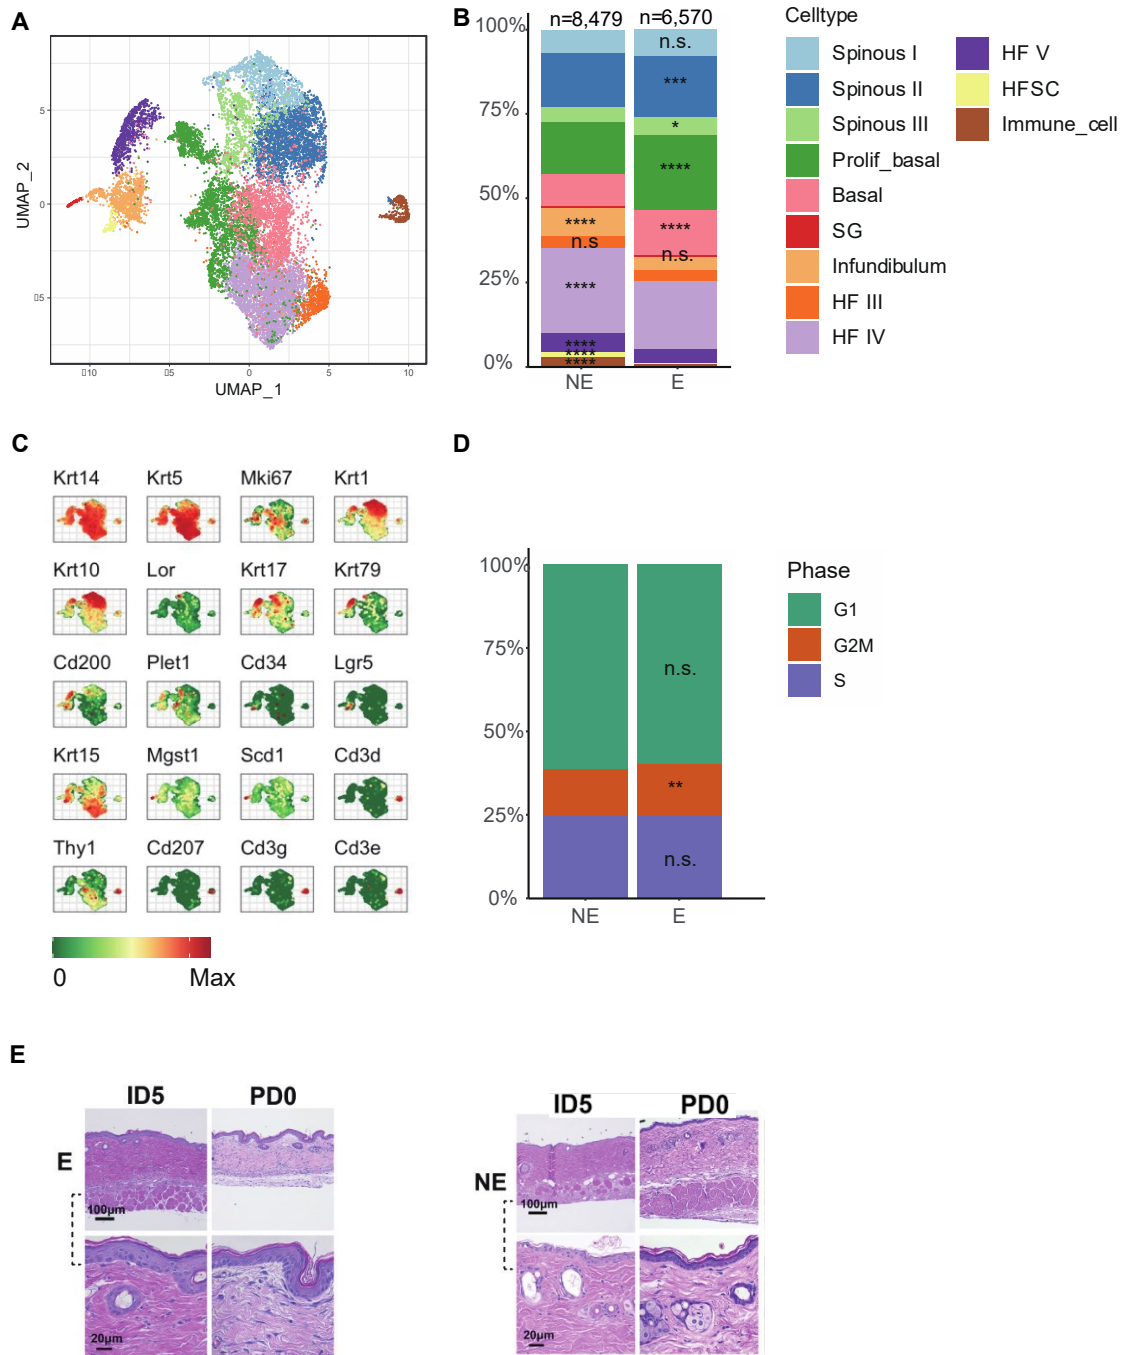 A
UMAP_2
5
0
▯5
▯10
▯5
0
5
10
UMAP_1
B
n=8,479
n=6,570
100%
75%
50%
25%
0%
n.s.
***
*
****
****
n.s.
****
n.s
****
****
****
****
NE
E
Celltype
Spinous I
Spinous II
Spinous III
Prolif_basal
Basal
SG
Infundibulum
HF III
HF IV
HF V
HFSC
Immune_cell
C
Krt14 Krt5 Mki67 Krt1
Krt10 Lor Krt17 Krt79
Cd200 Plet1 Cd34 Lgr5
Krt15 Mgst1 Scd1 Cd3d
Thy1 Cd207 Cd3g Cd3e
0 Max
D
100%
75%
50%
25%
0%
n.s.
**
n.s.
NE
E
Phase
G1
G2M
S
E
ID5 PD0
E
100μm
20μm
ID5 PD0
NE
100μm
20μm